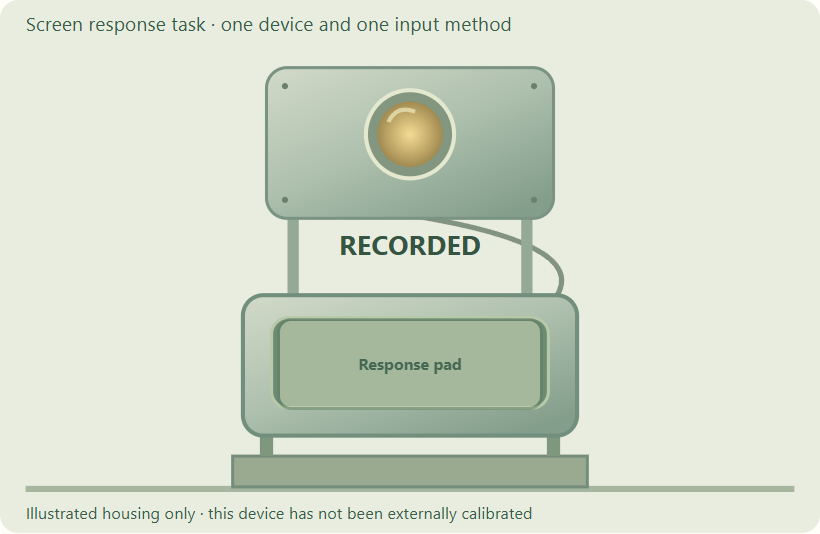 Screen response task · one device and one input method
RECORDED
Response pad
Illustrated housing only · this device has not been externally calibrated